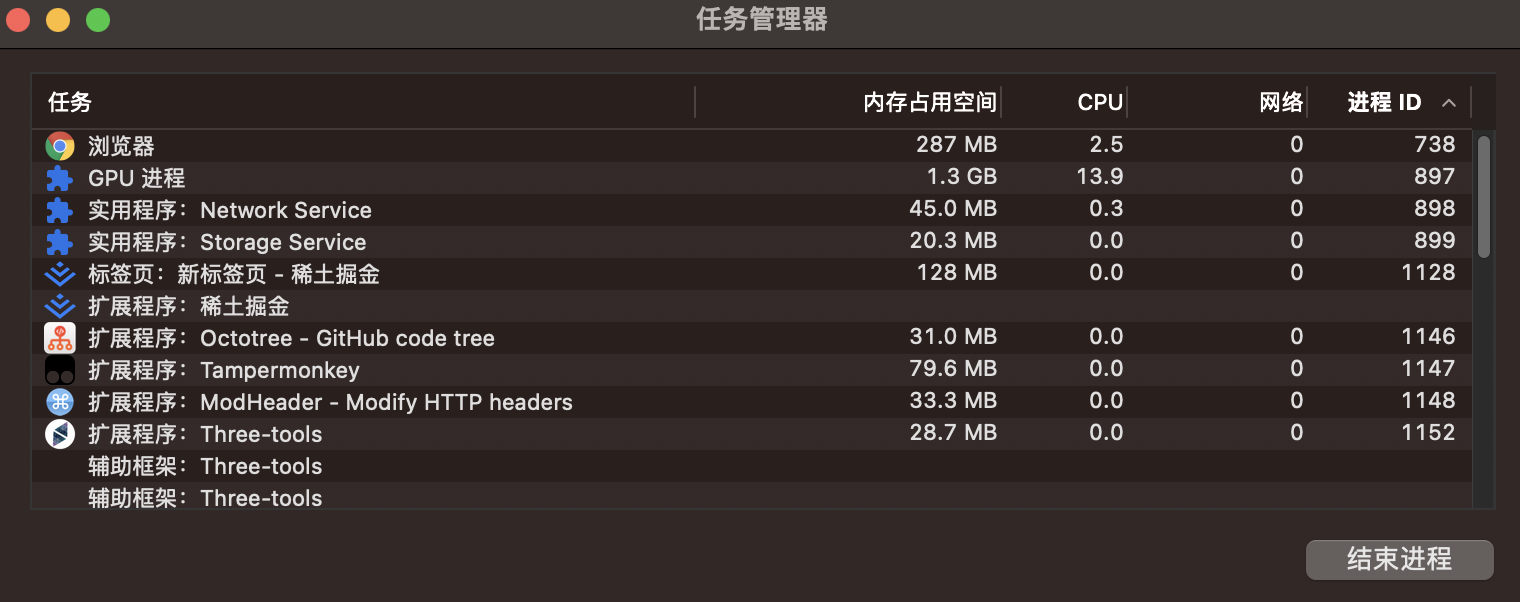 任务管理器
任务 内存占用空间 CPU 网络 进程 ID
浏览器 287 MB 2.5 0 738
GPU 进程 1.3 GB 13.9 0 897
实用程序：Network Service 45.0 MB 0.3 0 898
实用程序：Storage Service 20.3 MB 0.0 0 899
标签页：新标签页 - 稀土掘金 128 MB 0.0 0 1128
扩展程序：稀土掘金
扩展程序：Octotree - GitHub code tree 31.0 MB 0.0 0 1146
扩展程序：Tampermonkey 79.6 MB 0.0 0 1147
扩展程序：ModHeader - Modify HTTP headers 33.3 MB 0.0 0 1148
扩展程序：Three-tools 28.7 MB 0.0 0 1152
辅助框架：Three-tools
辅助框架：Three-tools
结束进程